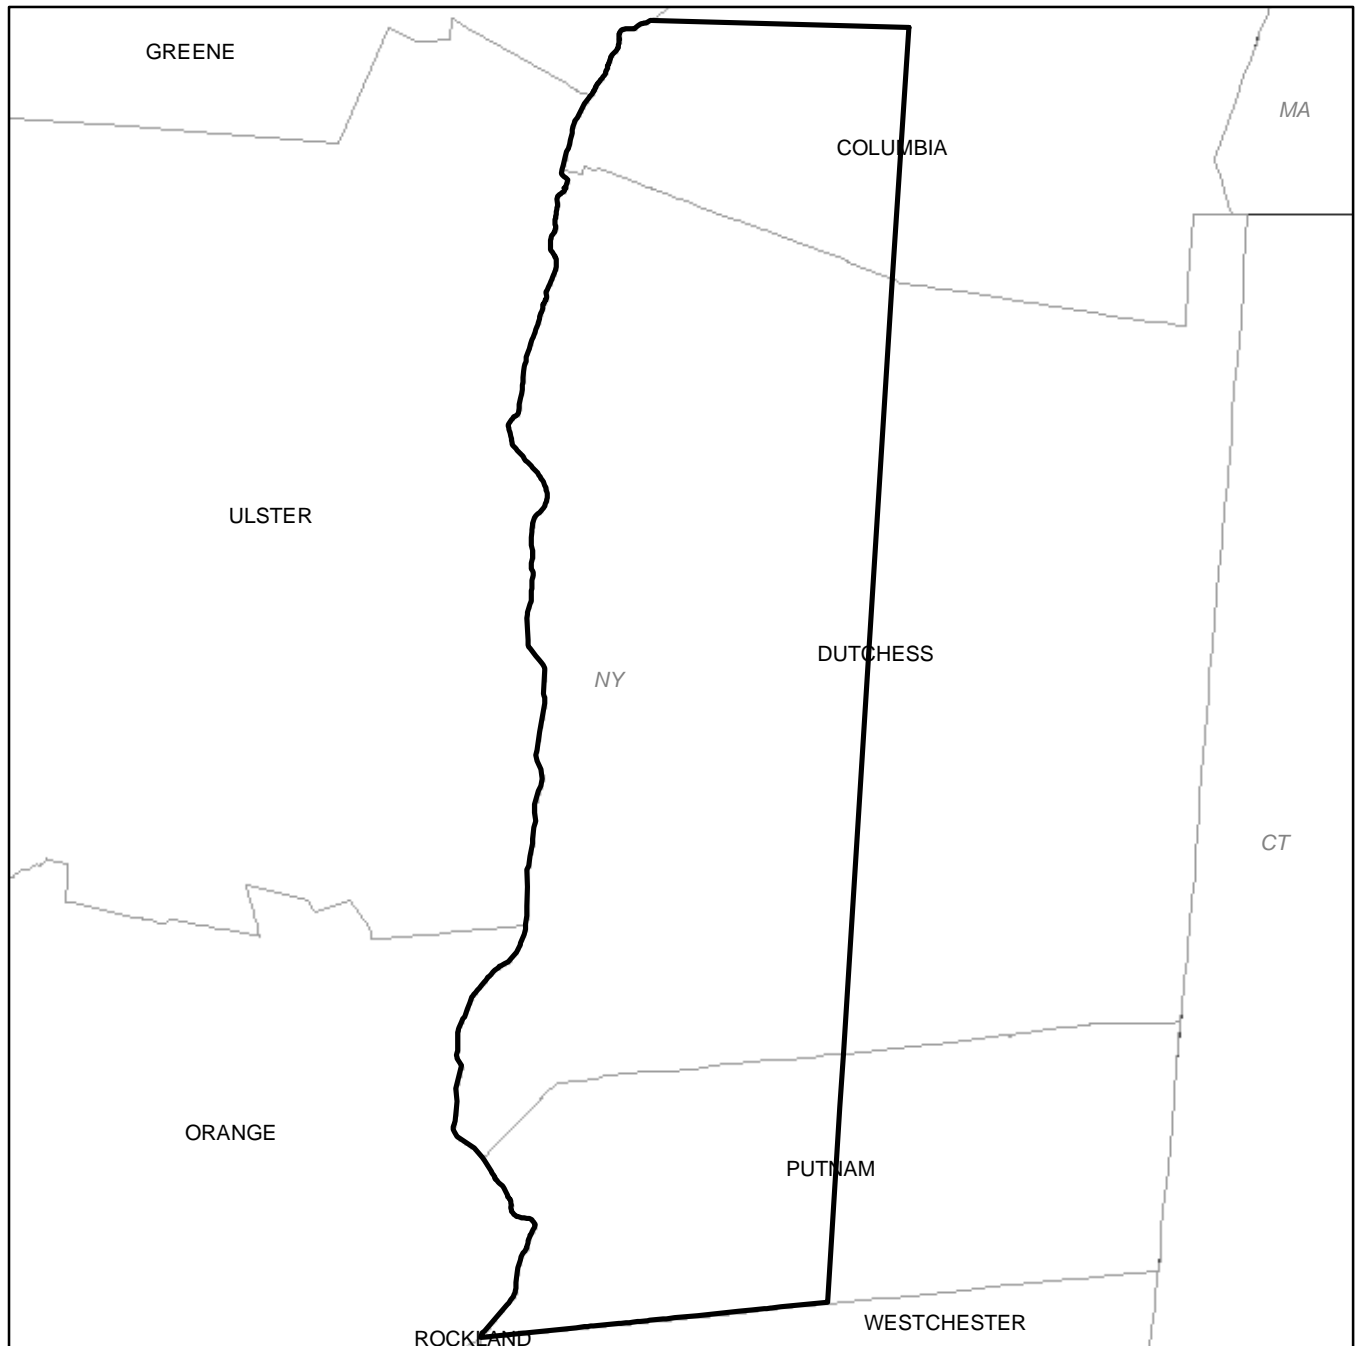 GREENE
MA
COLUMBIA
ULSTER
DUTCHESS
NY
CT
ORANGE
PUTNAM
WESTCHESTER
ROCKLAND